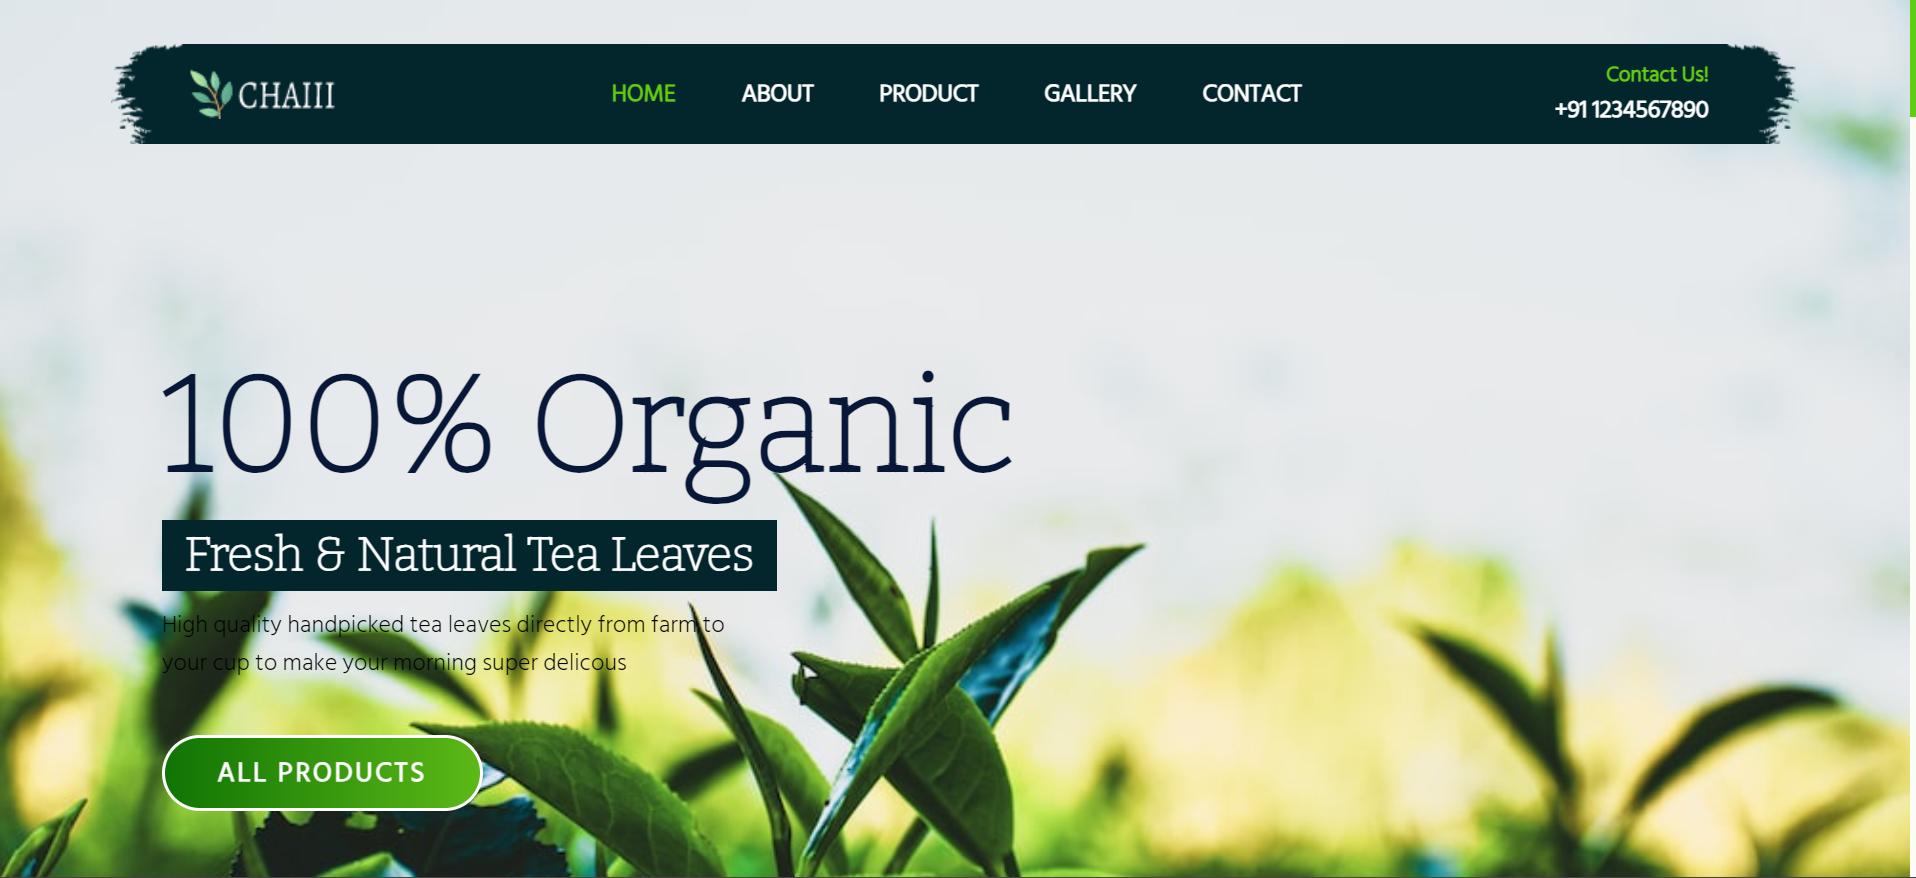 CHAIII
HOME ABOUT PRODUCT GALLERY CONTACT
Contact Us!
+91 1234567890
100% Organic
Fresh & Natural Tea Leaves
High quality handpicked tea leaves directly from farm to
your cup to make your morning super delicous
ALL PRODUCTS